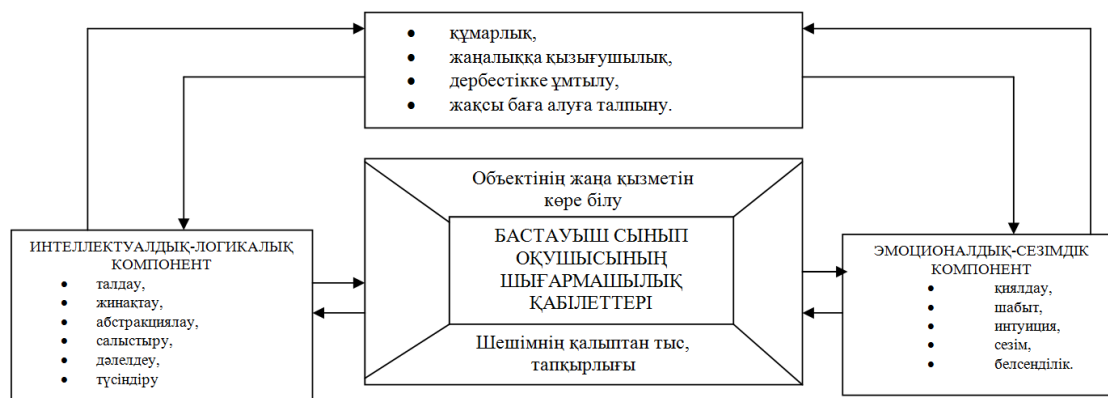 • құмарлық,
• жаңалыққа қызығушылық,
• дербестікке ұмтылу,
• жақсы баға алуға талпыну.
Объектінің жаңа қызметін
көре білу
БАСТАУЫШ СЫНЫП
ОҚУШЫСЫНЫҢ
ШЫҒАРМАШЫЛЫҚ
ҚАБІЛЕТТЕРІ
Шешімнің қалыптан тыс,
тапқырлығы
ИНТЕЛЛЕКТУАЛДЫҚ-ЛОГИКАЛЫҚ
КОМПОНЕНТ
• талдау,
• жинақтау,
• абстракциялау,
• салыстыру,
• дәлелдеу,
• түсіндіру
ЭМОЦИОНАЛДЫҚ-СЕЗІМДІК
КОМПОНЕНТ
• қиялдау,
• шабыт,
• интуиция,
• сезім,
• белсенділік.